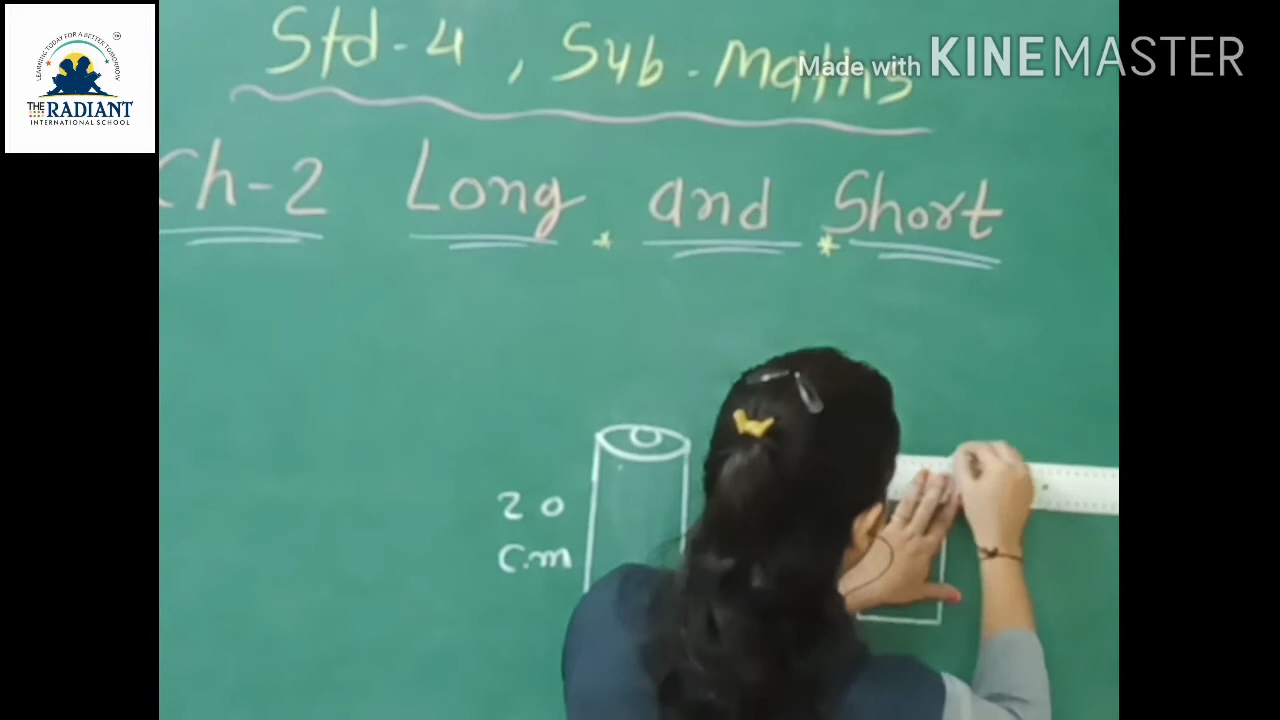 LEARNING TODAY FOR A BETTER TOMORROW
THE RADIANT
INTERNATIONAL SCHOOL
Made with KINEMASTER
Std-4, Sub-Maths
Ch-2 Long and Short
20
C.m